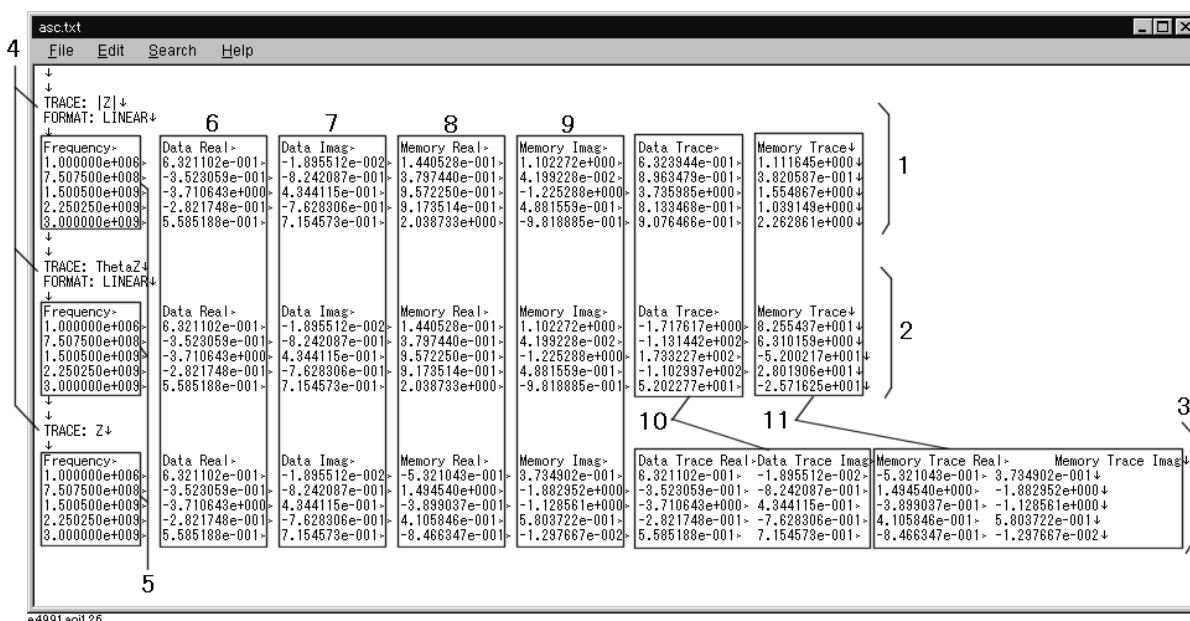 asc.txt
File Edit Search Help
4
↓
↓
TRACE: |Z|↓
FORMAT: LINEAR↓
6 7 8 9
↓
Frequency> Data Real> Data Imag> Memory Real> Memory Imag> Data Trace> Memory Trace↓
1.000000e+006> 6.321102e-001> -1.895512e-002> 1.440528e-001> 1.102272e+000> 6.323944e-001> 1.111645e+000↓
7.507500e+008> -3.523059e-001> -8.242087e-001> 3.797440e-001> 4.199228e-002> 8.963479e-001> 3.820587e-001↓
1.500500e+009> -3.710643e+000> 4.344115e-001> 9.572250e-001> -1.225288e+000> 3.735985e+000> 1.554867e+000↓
2.250250e+009> -2.821748e-001> -7.628306e-001> 9.173514e-001> 4.881559e-001> 8.133468e-001> 1.039149e+000↓
3.000000e+009> 5.585188e-001> 7.154573e-001> 2.038733e+000> -9.818885e-001> 9.076466e-001> 2.262861e+000↓
1
↓
↓
TRACE: ThetaZ↓
FORMAT: LINEAR↓
↓
Frequency> Data Real> Data Imag> Memory Real> Memory Imag> Data Trace> Memory Trace↓
1.000000e+006> 6.321102e-001> -1.895512e-002> 1.440528e-001> 1.102272e+000> -1.717617e+000> 8.255437e+001↓
7.507500e+008> -3.523059e-001> -8.242087e-001> 3.797440e-001> 4.199228e-002> -1.131442e+002> 6.310159e+000↓
1.500500e+009> -3.710643e+000> 4.344115e-001> 9.572250e-001> -1.225288e+000> 1.733227e+002> -5.200217e+001↓
2.250250e+009> -2.821748e-001> -7.628306e-001> 9.173514e-001> 4.881559e-001> -1.102997e+002> 2.801906e+001↓
3.000000e+009> 5.585188e-001> 7.154573e-001> 2.038733e+000> -9.818885e-001> 5.202277e+001> -2.571625e+001↓
2
↓
↓
10 11
3
TRACE: Z↓
↓
Frequency> Data Real> Data Imag> Memory Real> Memory Imag> Data Trace Real> Data Trace Imag> Memory Trace Real> Memory Trace Imag↓
1.000000e+006> 6.321102e-001> -1.895512e-002> -5.321043e-001> 3.734902e-001> 6.321102e-001> -1.895512e-002> -5.321043e-001> 3.734902e-001↓
7.507500e+008> -3.523059e-001> -8.242087e-001> 1.494540e+000> -1.882952e+000> -3.523059e-001> -8.242087e-001> 1.494540e+000> -1.882952e+000↓
1.500500e+009> -3.710643e+000> 4.344115e-001> -3.899037e-001> -1.128561e+000> -3.710643e+000> 4.344115e-001> -3.899037e-001> -1.128561e+000↓
2.250250e+009> -2.821748e-001> -7.628306e-001> 4.105846e-001> 5.803722e-001> -2.821748e-001> -7.628306e-001> 4.105846e-001> 5.803722e-001↓
3.000000e+009> 5.585188e-001> 7.154573e-001> -8.466347e-001> -1.297667e-002> 5.585188e-001> 7.154573e-001> -8.466347e-001> -1.297667e-002↓
5